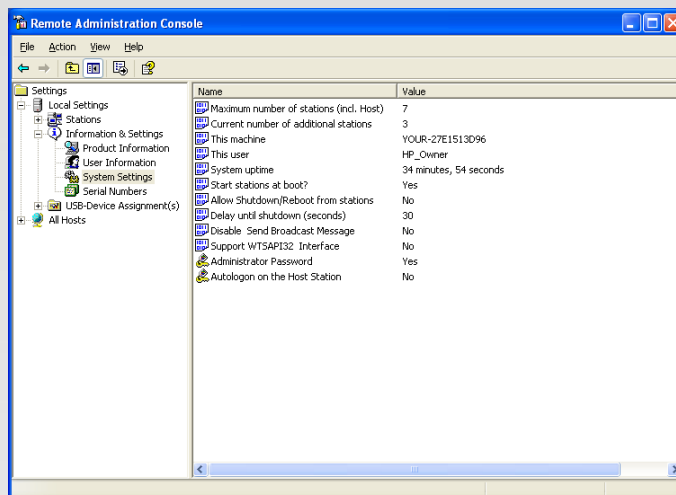 Remote Administration Console
File Action View Help
Settings
Local Settings
Stations
Information & Settings
Product Information
User Information
System Settings
Serial Numbers
USB-Device Assignment(s)
All Hosts
Name Value
Maximum number of stations (incl. Host) 7
Current number of additional stations 3
This machine YOUR-27E1513D96
This user HP_Owner
System uptime 34 minutes, 54 seconds
Start stations at boot? Yes
Allow Shutdown/Reboot from stations No
Delay until shutdown (seconds) 30
Disable Send Broadcast Message No
Support WTSAPI32 Interface No
Administrator Password Yes
Autologon on the Host Station No